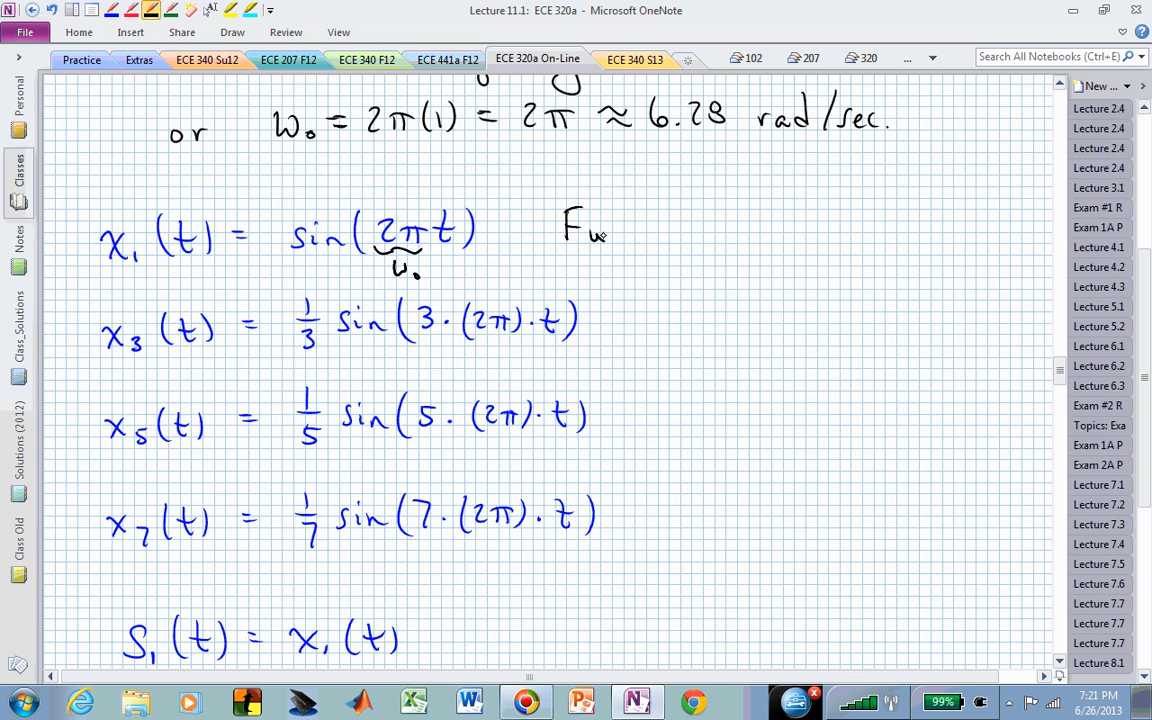 Lecture 11.1: ECE 320a - Microsoft OneNote
File Home Insert Share Draw Review View
Practice Extras ECE 340 Su12 ECE 207 F12 ECE 340 F12 ECE 441a F12 ECE 320a On-Line ECE 340 S13 102 207 320 ... Search All Notebooks (Ctrl+E)
Personal
Classes
Notes
Class_Solutions
Solutions (2012)
Class Old
or ω₀ = 2π(1) = 2π ≈ 6.28 rad/sec.
x₁(t) = sin(2πt) Fu
ω₀
x₃(t) = 1/3 sin(3·(2π)·t)
x₅(t) = 1/5 sin(5·(2π)·t)
x₇(t) = 1/7 sin(7·(2π)·t)
S₁(t) = x₁(t)
New ...
Lecture 2.4
Lecture 2.4
Lecture 2.4
Lecture 2.4
Lecture 3.1
Exam #1 R
Exam 1A P
Lecture 4.1
Lecture 4.2
Lecture 4.3
Lecture 5.1
Lecture 5.2
Lecture 6.1
Lecture 6.2
Lecture 6.3
Exam #2 R
Topics: Exa
Exam 1A P
Exam 2A P
Lecture 7.1
Lecture 7.2
Lecture 7.3
Lecture 7.4
Lecture 7.5
Lecture 7.6
Lecture 7.7
Lecture 7.7
Lecture 7.7
Lecture 8.1
99%
7:21 PM
6/26/2013